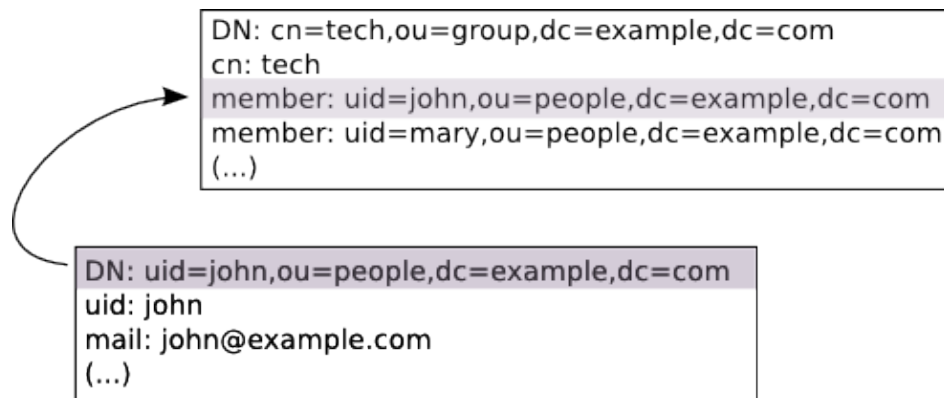 DN: cn=tech,ou=group,dc=example,dc=com
cn: tech
member: uid=john,ou=people,dc=example,dc=com
member: uid=mary,ou=people,dc=example,dc=com
(...)
DN: uid=john,ou=people,dc=example,dc=com
uid: john
mail: john@example.com
(...)